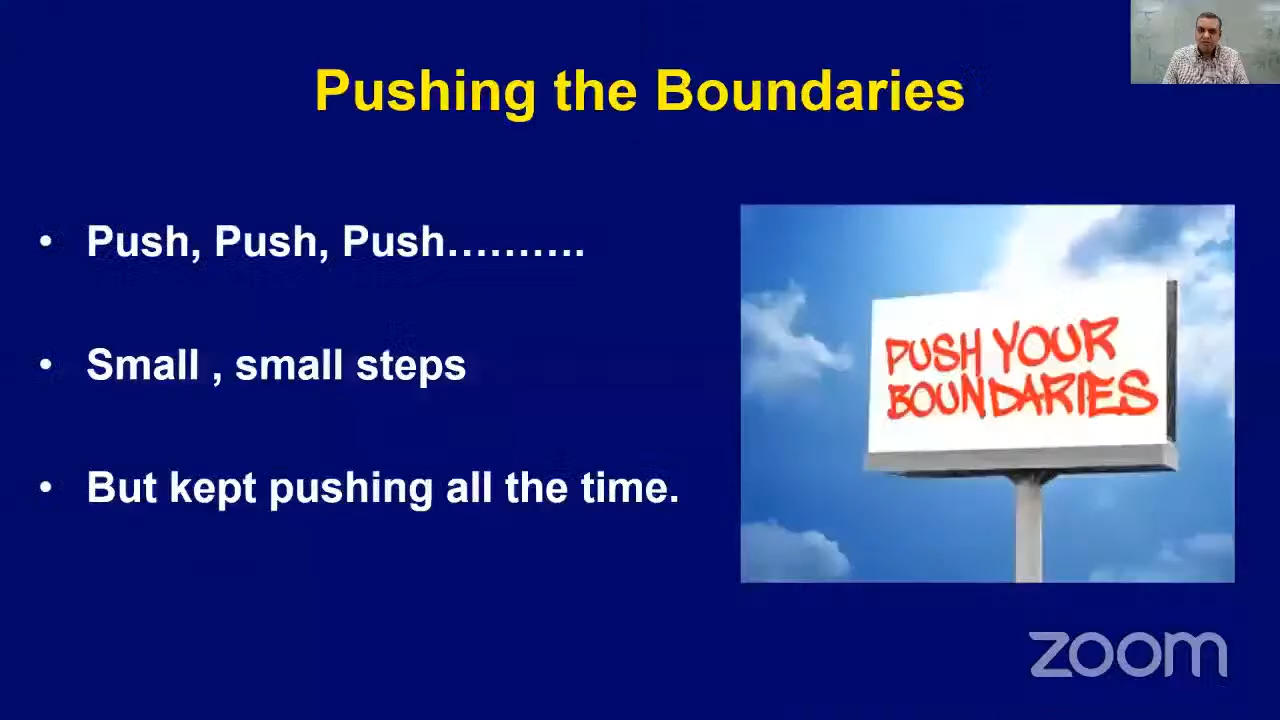 Pushing the Boundaries
• Push, Push, Push……….
• Small , small steps
• But kept pushing all the time.
PUSH YOUR
BOUNDARIES
zoom